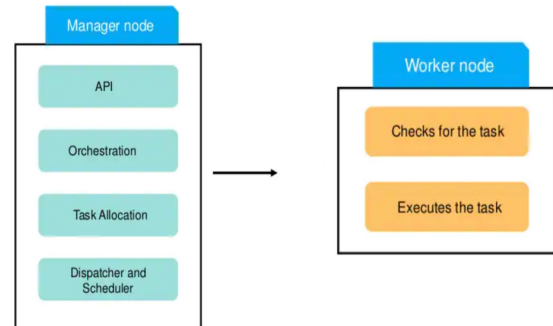 Manager node
API
Orchestration
Task Allocation
Dispatcher and
Scheduler
Worker node
Checks for the task
Executes the task